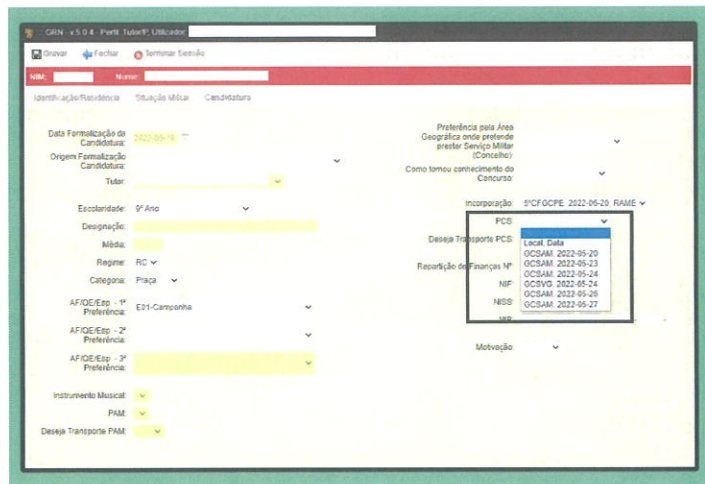 GRN - v.5.0.4 - Perfil: Tutor/P, Utilizador:
Gravar Fechar Terminar Sessão
NIM: Nome:
Identificação/Residência Situação Militar Candidatura
Data Formalização da Candidatura: 2022-05-19
Origem Formalização Candidatura:
Tutor:
Escolaridade: 9º Ano
Designação:
Média:
Regime: RC
Categoria: Praça
AF/QE/Esp - 1ª Preferência: E01-Campanha
AF/QE/Esp - 2ª Preferência:
AF/QE/Esp - 3ª Preferência:
Instrumento Musical:
PAM:
Deseja Transporte PAM:
Preferência pela Área
Geográfica onde pretende
prestar Serviço Militar
(Concelho):
Como tomou conhecimento do
Concurso:
Incorporação: 5ºCFGCPE, 2022-06-20, RAME
PCS:
Local, Data
GCSAM, 2022-05-20
GCSAM, 2022-05-23
GCSAM, 2022-05-24
GCSVG, 2022-05-24
GCSAM, 2022-05-26
GCSAM, 2022-05-27
Deseja Transporte PCS:
Repartição de Finanças Nº
NIF:
NISS:
Motivação: